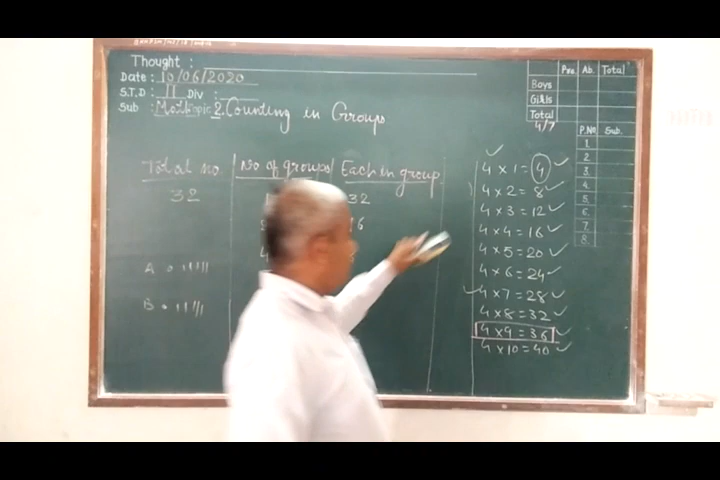 Thought :
Date : 10/06/2020
S.T.D : II Div :
Sub : Math Topic 2. Counting in Groups
Total no. No of groups Each in group
32 32
16
A
B
4 x 1 = 4
4 x 2 = 8
4 x 3 = 12
4 x 4 = 16
4 x 5 = 20
4 x 6 = 24
4 x 7 = 28
4 x 8 = 32
4 x 9 = 36
4 x 10 = 40
Pre. Ab. Total
Boys
Girls
Total
4/7
P.No. Sub.
1.
2.
3.
4.
5.
6.
7.
8.